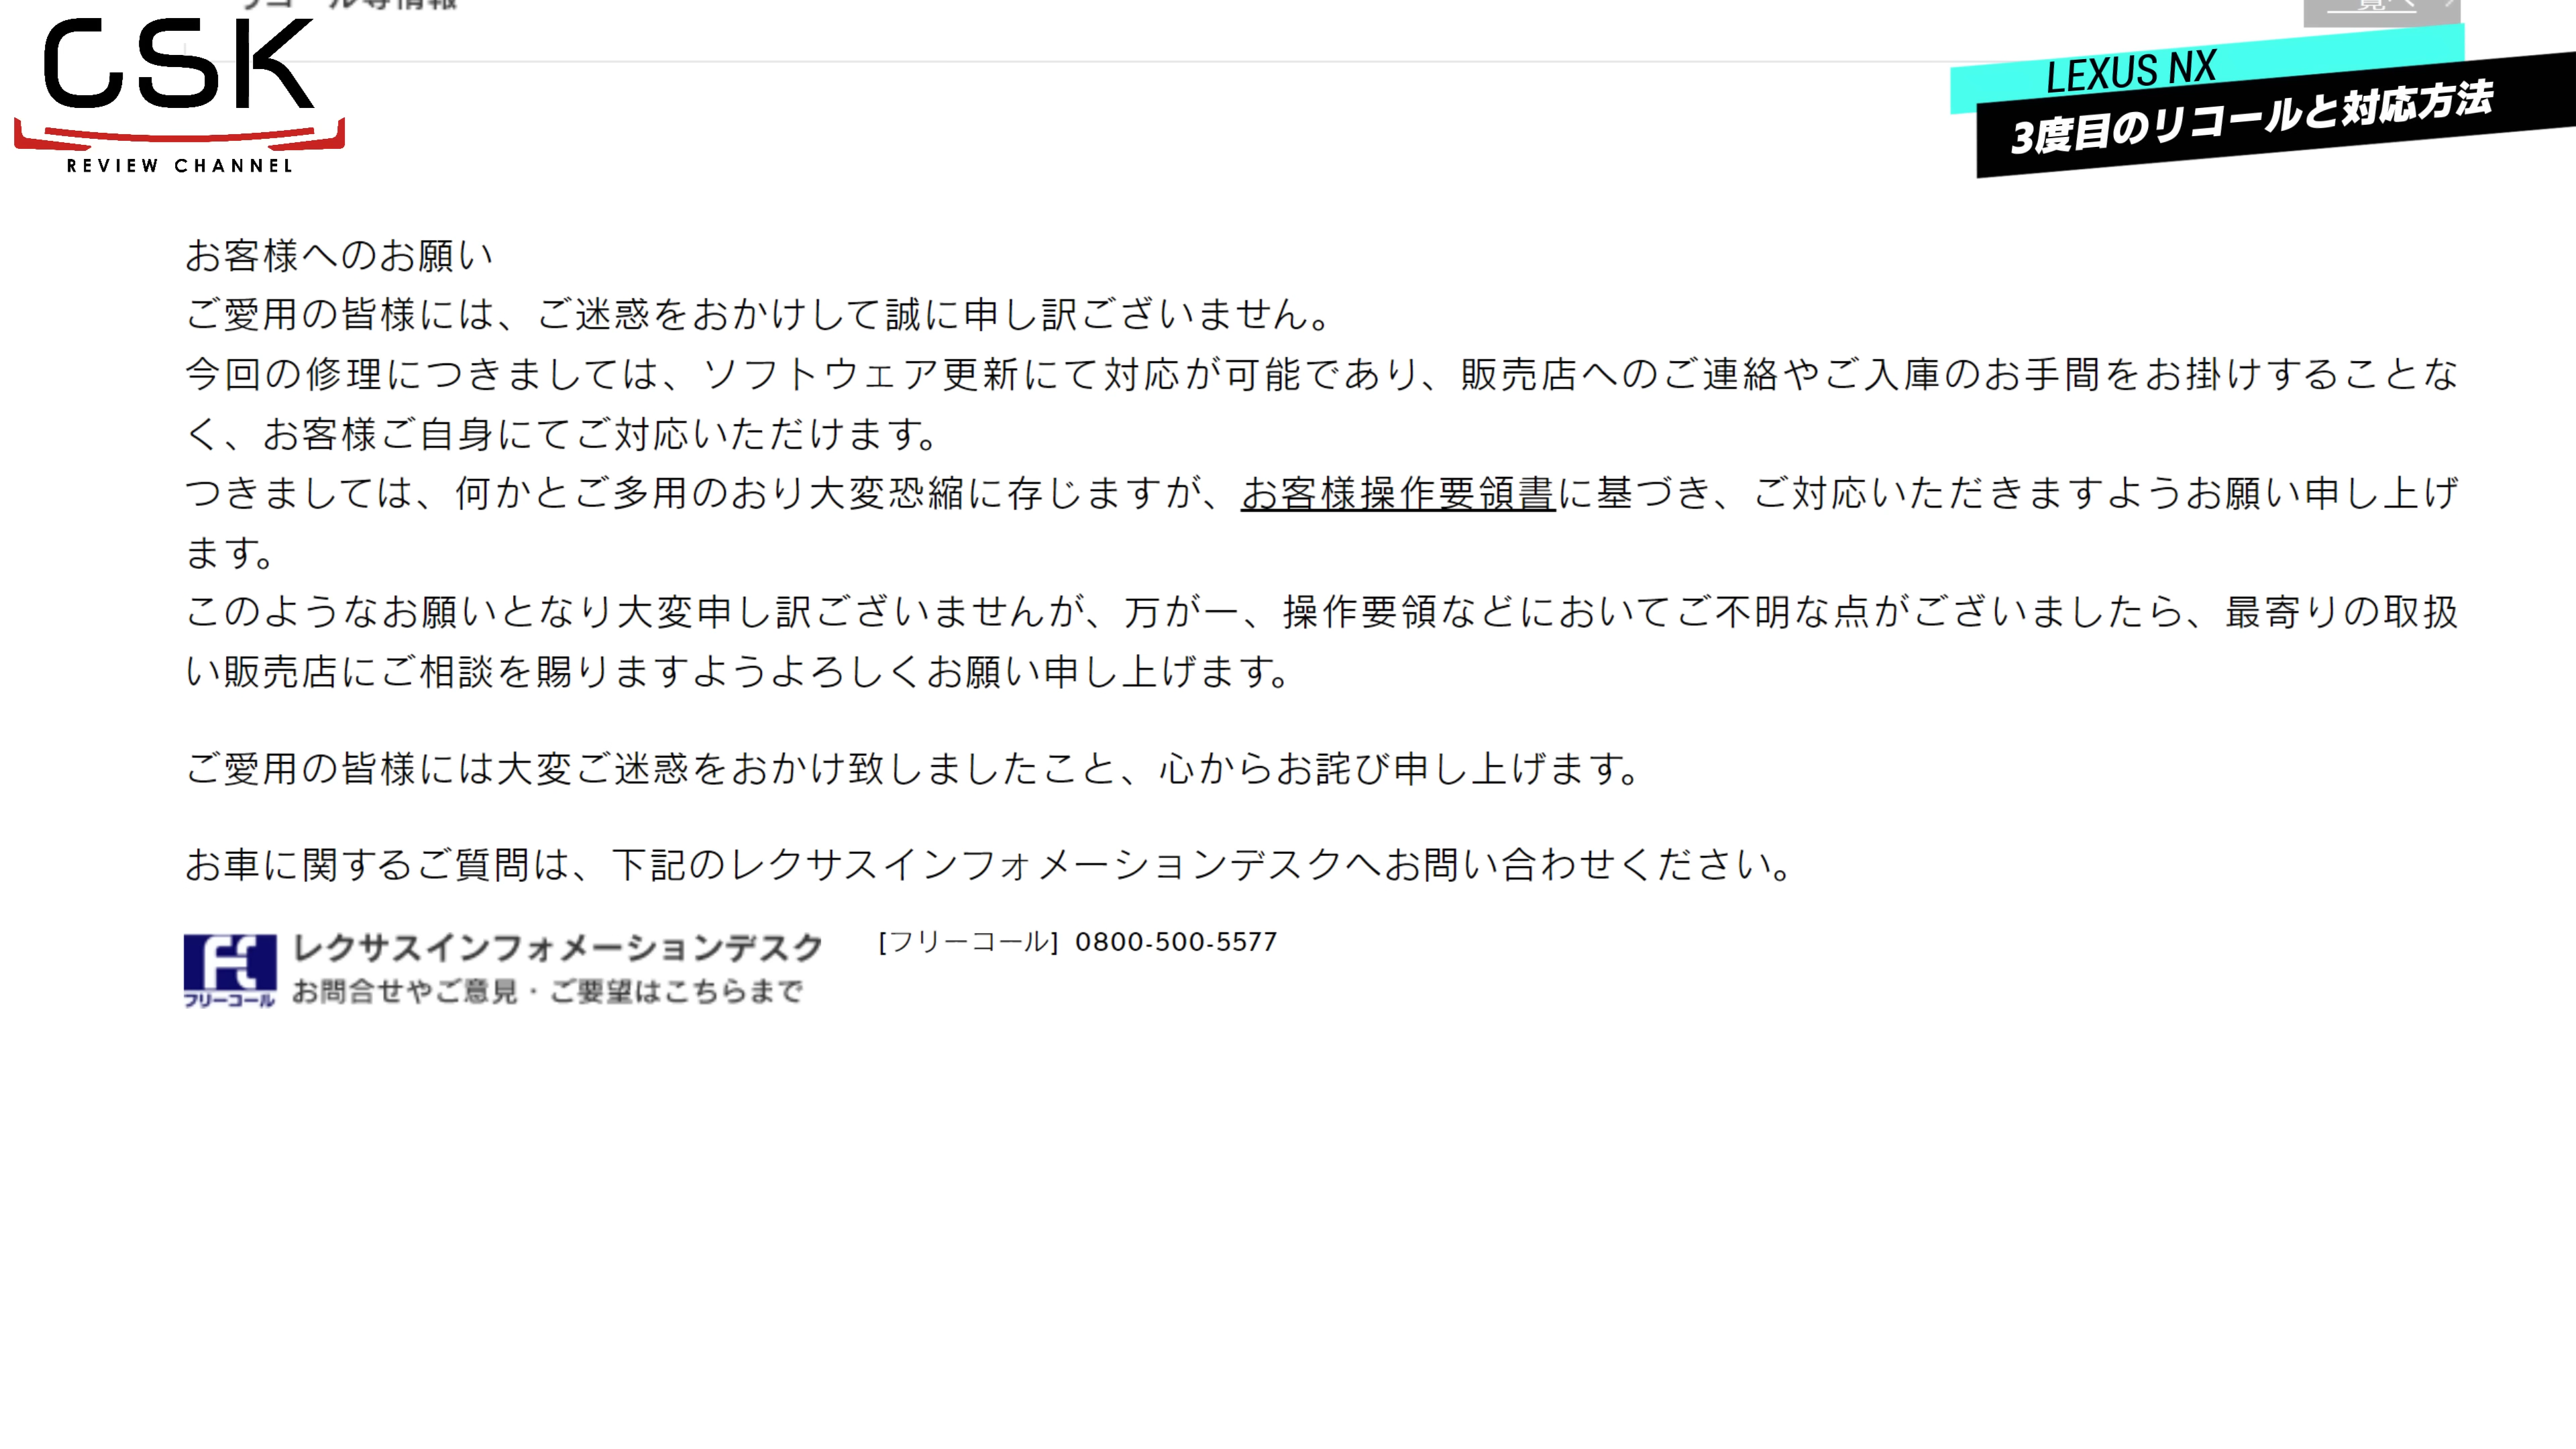 リコール等情報
一覧へ
CSK
REVIEW CHANNEL
LEXUS NX
3度目のリコールと対応方法
お客様へのお願い
ご愛用の皆様には、ご迷惑をおかけして誠に申し訳ございません。
今回の修理につきましては、ソフトウェア更新にて対応が可能であり、販売店へのご連絡やご入庫のお手間をお掛けすることな
く、お客様ご自身にてご対応いただけます。
つきましては、何かとご多用のおり大変恐縮に存じますが、お客様操作要領書に基づき、ご対応いただきますようお願い申し上げ
ます。
このようなお願いとなり大変申し訳ございませんが、万が一、操作要領などにおいてご不明な点がございましたら、最寄りの取扱
い販売店にご相談を賜りますようよろしくお願い申し上げます。
ご愛用の皆様には大変ご迷惑をおかけ致しましたこと、心からお詫び申し上げます。
お車に関するご質問は、下記のレクサスインフォメーションデスクへお問い合わせください。
フリーコール
レクサスインフォメーションデスク
お問合せやご意見・ご要望はこちらまで
[フリーコール] 0800-500-5577